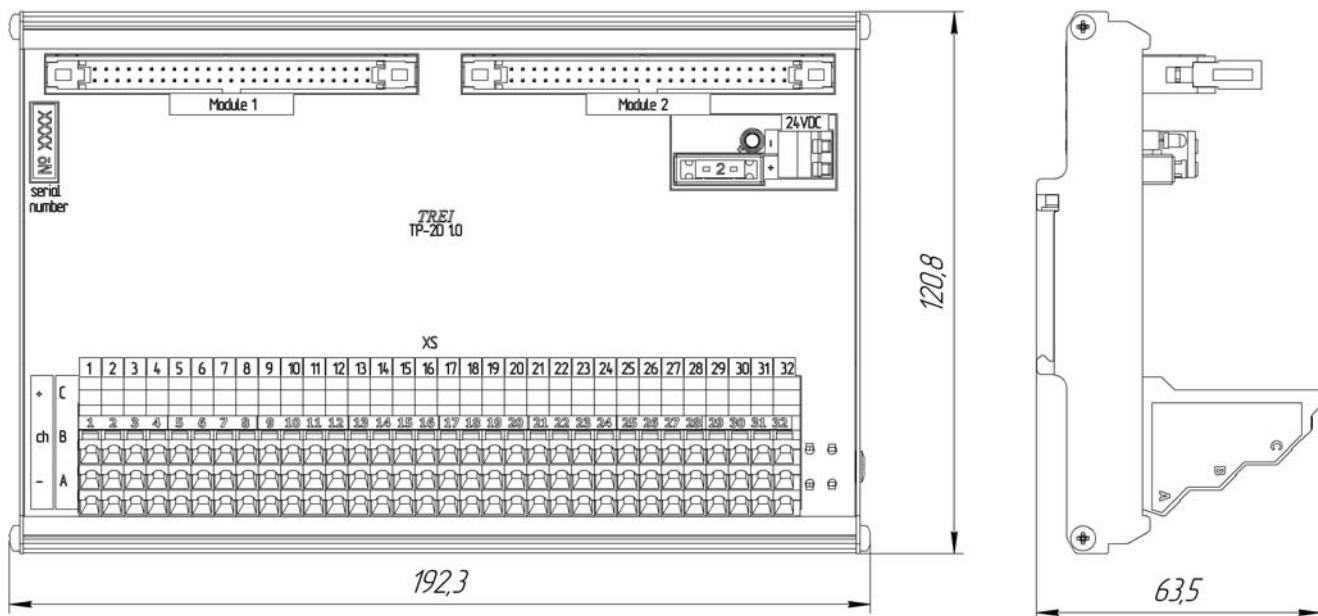 Module 1
Module 2
24VDC
-
+
2
№ XXXX
serial
number
TREI
TP-2D 1.0
XS
1 2 3 4 5 6 7 8 9 10 11 12 13 14 15 16 17 18 19 20 21 22 23 24 25 26 27 28 29 30 31 32
+ C
1 2 3 4 5 6 7 8 9 10 11 12 13 14 15 16 17 18 19 20 21 22 23 24 25 26 27 28 29 30 31 32
ch B
- A
192,3
120,8
C
B
A
63,5